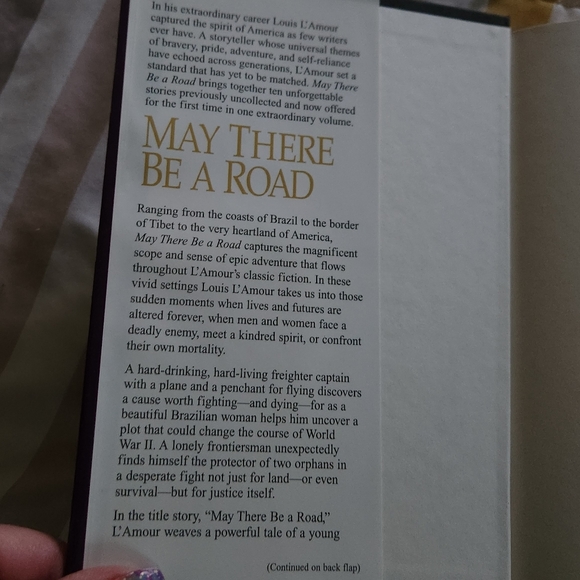 In his extraordinary career Louis L'Amour
captured the spirit of America as few writers
ever have. A storyteller whose universal themes
of bravery, pride, adventure, and self-reliance
have echoed across generations, L'Amour set a
standard that has yet to be matched. May There
Be a Road brings together ten unforgettable
stories previously uncollected and now offered
for the first time in one extraordinary volume.
MAY THERE
BE A ROAD
Ranging from the coasts of Brazil to the border
of Tibet to the very heartland of America,
May There Be a Road captures the magnificent
scope and sense of epic adventure that flows
throughout L'Amour's classic fiction. In these
vivid settings Louis L'Amour takes us into those
sudden moments when lives and futures are
altered forever, when men and women face a
deadly enemy, meet a kindred spirit, or confront
their own mortality.
A hard-drinking, hard-living freighter captain
with a plane and a penchant for flying discovers
a cause worth fighting—and dying—for as a
beautiful Brazilian woman helps him uncover a
plot that could change the course of World
War II. A lonely frontiersman unexpectedly
finds himself the protector of two orphans in
a desperate fight not just for land—or even
survival—but for justice itself.
In the title story, "May There Be a Road,"
L'Amour weaves a powerful tale of a young
(Continued on back flap)